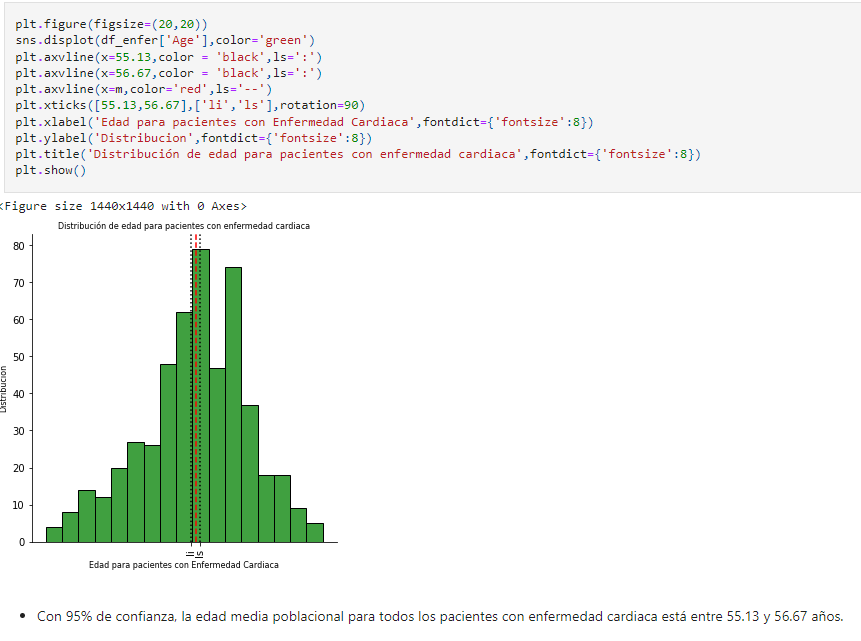 plt.figure(figsize=(20,20))
sns.displot(df_enfer['Age'],color='green')
plt.axvline(x=55.13,color = 'black',ls=':')
plt.axvline(x=56.67,color = 'black',ls=':')
plt.axvline(x=m,color='red',ls='--')
plt.xticks([55.13,56.67],['li','ls'],rotation=90)
plt.xlabel('Edad para pacientes con Enfermedad Cardiaca',fontdict={'fontsize':8})
plt.ylabel('Distribucion',fontdict={'fontsize':8})
plt.title('Distribución de edad para pacientes con enfermedad cardiaca',fontdict={'fontsize':8})
plt.show()
<Figure size 1440x1440 with 0 Axes>
Distribución de edad para pacientes con enfermedad cardiaca
80
70
60
50
40
30
20
10
0
Distribucion
li
ls
Edad para pacientes con Enfermedad Cardiaca
• Con 95% de confianza, la edad media poblacional para todos los pacientes con enfermedad cardiaca está entre 55.13 y 56.67 años.